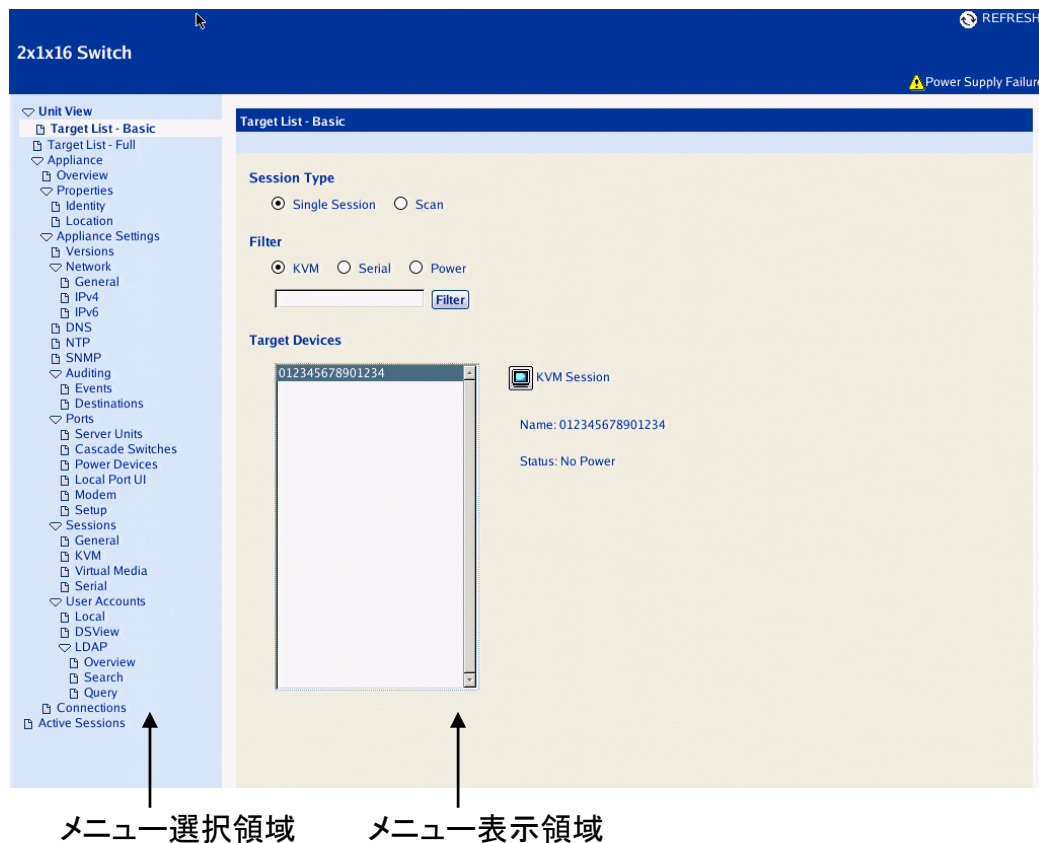 REFRESH
2x1x16 Switch
Power Supply Failure
Unit View
Target List - Basic
Target List - Full
Appliance
Overview
Properties
Identity
Location
Appliance Settings
Versions
Network
General
IPv4
IPv6
DNS
NTP
SNMP
Auditing
Events
Destinations
Ports
Server Units
Cascade Switches
Power Devices
Local Port UI
Modem
Setup
Sessions
General
KVM
Virtual Media
Serial
User Accounts
Local
DSView
LDAP
Overview
Search
Query
Connections
Active Sessions
Target List - Basic
Session Type
Single Session Scan
Filter
KVM Serial Power
Filter
Target Devices
012345678901234
KVM Session
Name: 012345678901234
Status: No Power
メニュー選択領域
メニュー表示領域